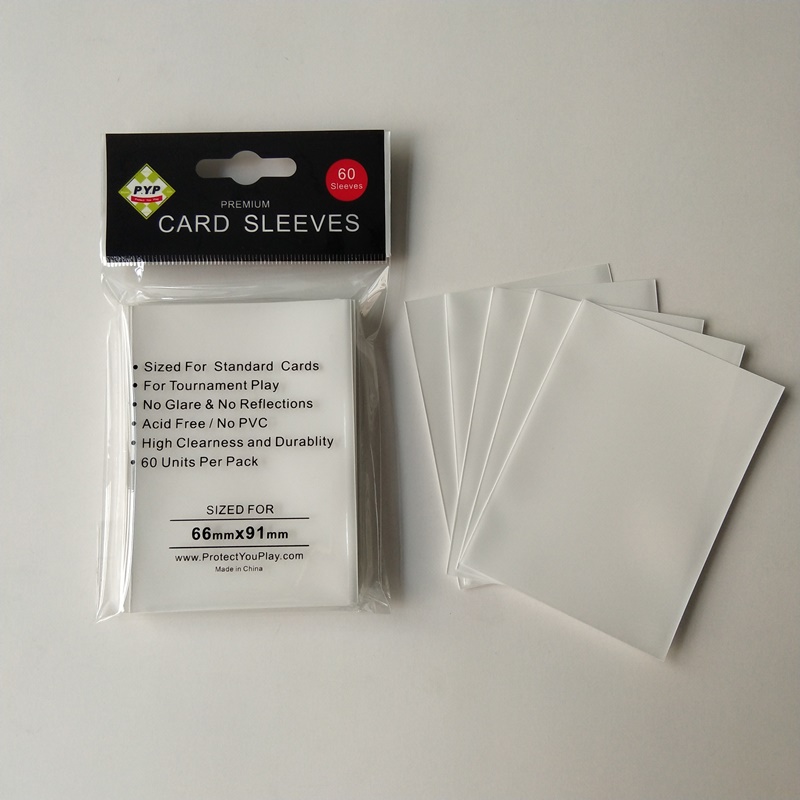 P.Y.P
60
Sleeves
PREMIUM
CARD SLEEVES
• Sized For Standard Cards
• For Tournament Play
• No Glare & No Reflections
• Acid Free / No PVC
• High Clearness and Durablity
• 60 Units Per Pack
SIZED FOR
66mmx91mm
www.ProtectYouPlay.com
Made in China